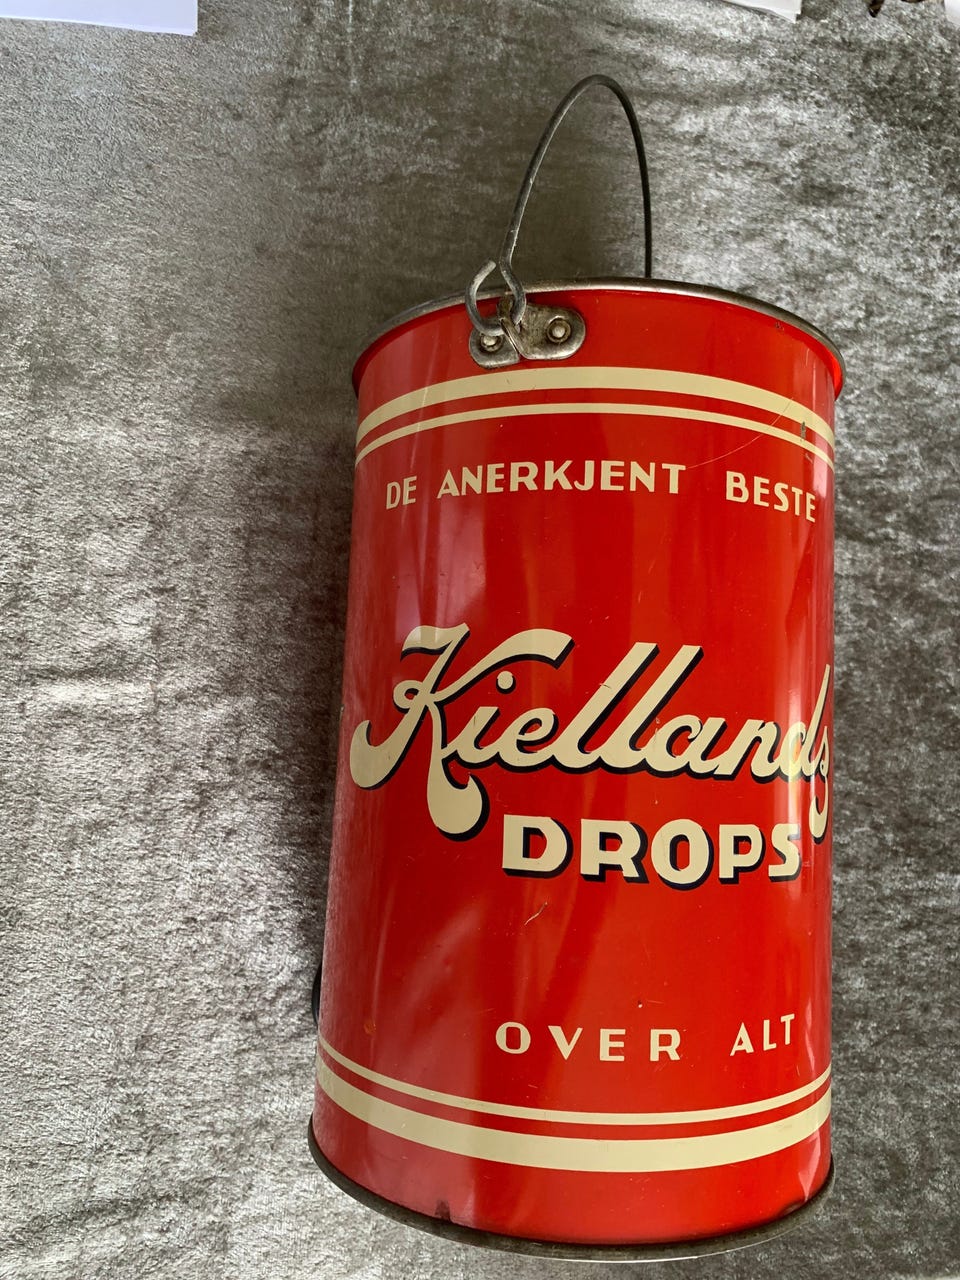 DE ANERKJENT BESTE
Kiellands
DROPS
OVER ALT